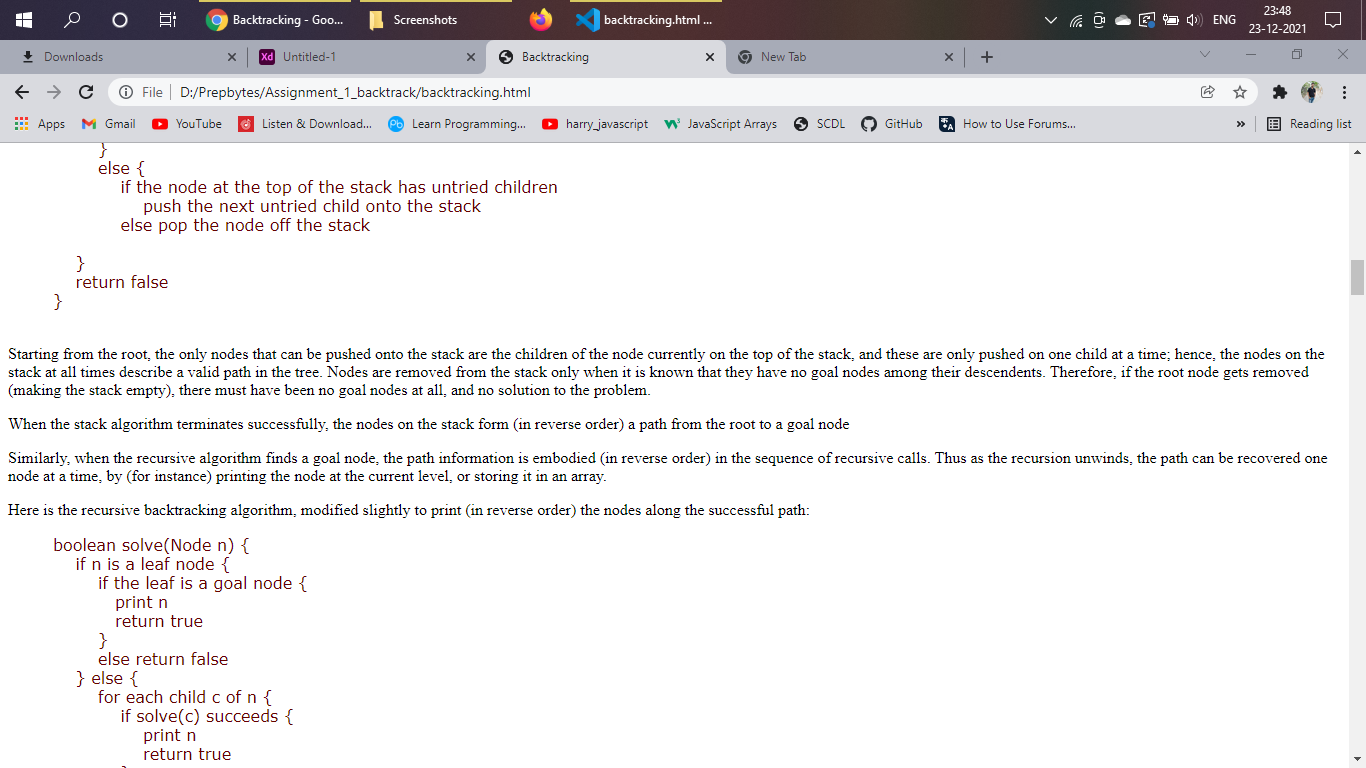 Backtracking - Goo...
Screenshots
backtracking.html ...
ENG
23:48
23-12-2021
Downloads
Xd Untitled-1
Backtracking
New Tab
File D:/Prepbytes/Assignment_1_backtrack/backtracking.html
Apps Gmail YouTube Listen & Download... Pb Learn Programming... harry_javascript JavaScript Arrays SCDL GitHub How to Use Forums... » Reading list
}
else {
if the node at the top of the stack has untried children
push the next untried child onto the stack
else pop the node off the stack
}
return false
}
Starting from the root, the only nodes that can be pushed onto the stack are the children of the node currently on the top of the stack, and these are only pushed on one child at a time; hence, the nodes on the
stack at all times describe a valid path in the tree. Nodes are removed from the stack only when it is known that they have no goal nodes among their descendents. Therefore, if the root node gets removed
(making the stack empty), there must have been no goal nodes at all, and no solution to the problem.
When the stack algorithm terminates successfully, the nodes on the stack form (in reverse order) a path from the root to a goal node
Similarly, when the recursive algorithm finds a goal node, the path information is embodied (in reverse order) in the sequence of recursive calls. Thus as the recursion unwinds, the path can be recovered one
node at a time, by (for instance) printing the node at the current level, or storing it in an array.
Here is the recursive backtracking algorithm, modified slightly to print (in reverse order) the nodes along the successful path:
boolean solve(Node n) {
if n is a leaf node {
if the leaf is a goal node {
print n
return true
}
else return false
} else {
for each child c of n {
if solve(c) succeeds {
print n
return true
}